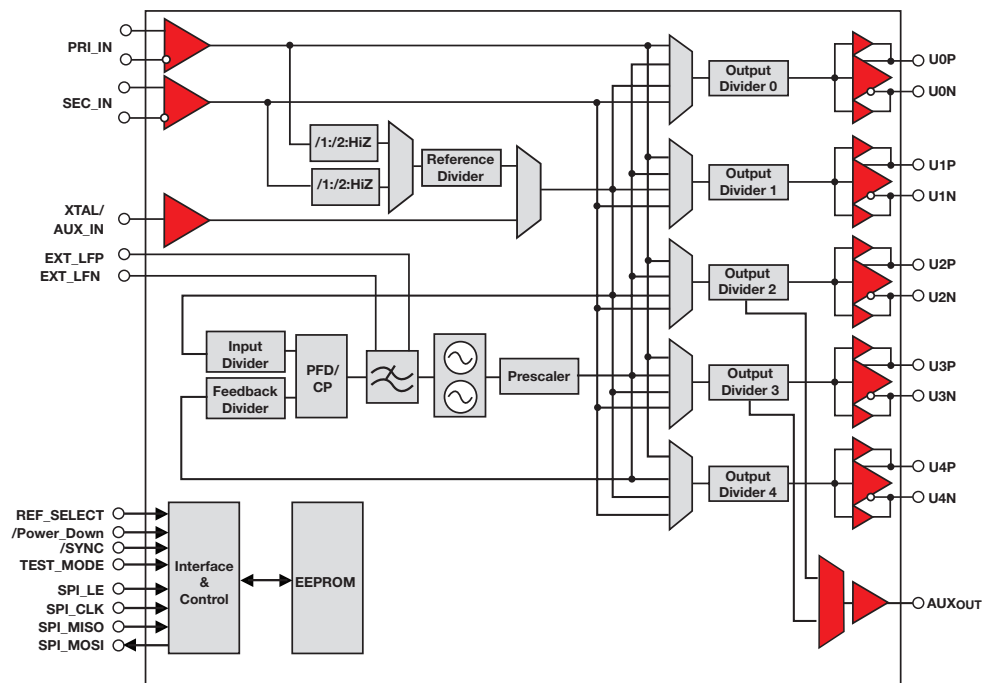 PRI_IN
SEC_IN
XTAL/
AUX_IN
EXT_LFP
EXT_LFN
/1:/2:HiZ
/1:/2:HiZ
Reference
Divider
Input
Divider
Feedback
Divider
PFD/
CP
Prescaler
Output
Divider 0
Output
Divider 1
Output
Divider 2
Output
Divider 3
Output
Divider 4
U0P
U0N
U1P
U1N
U2P
U2N
U3P
U3N
U4P
U4N
AUXOUT
REF_SELECT
/Power_Down
/SYNC
TEST_MODE
SPI_LE
SPI_CLK
SPI_MISO
SPI_MOSI
Interface
&
Control
EEPROM